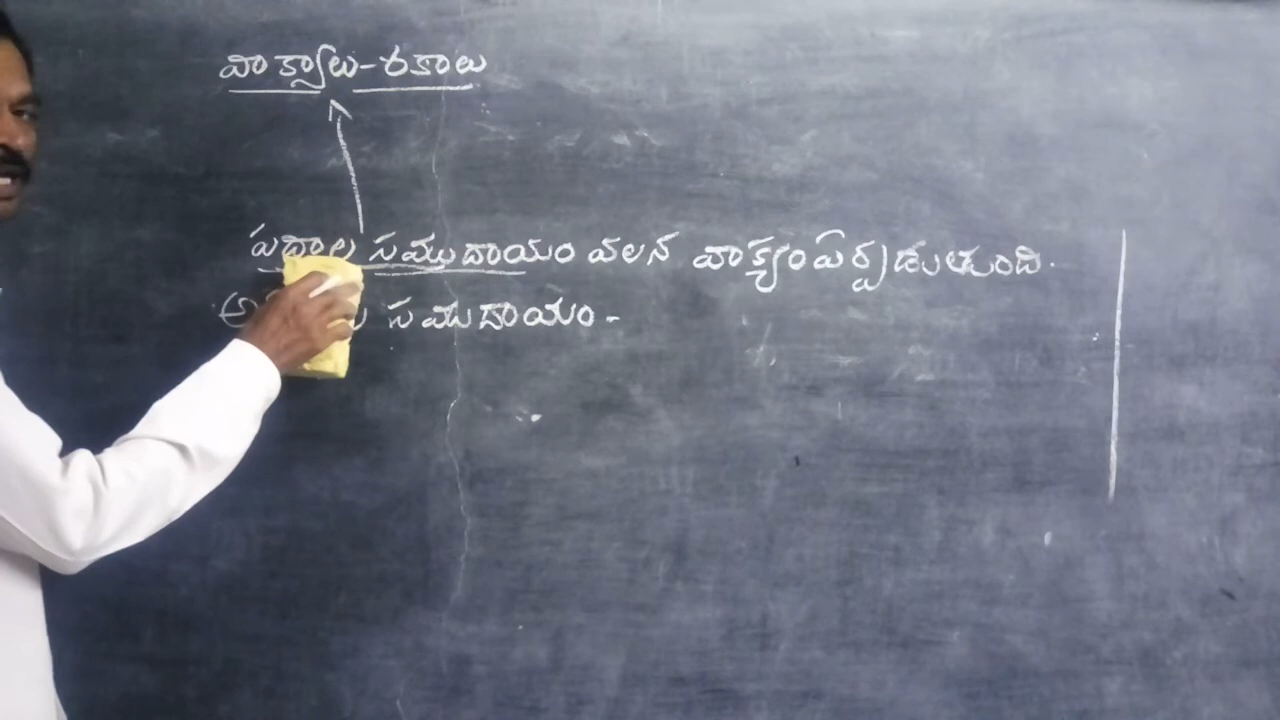 వాక్యాలు-రకాలు
పదాల సముదాయం వలన వాక్యం ఏర్పడుతుంది.
సముదాయం-